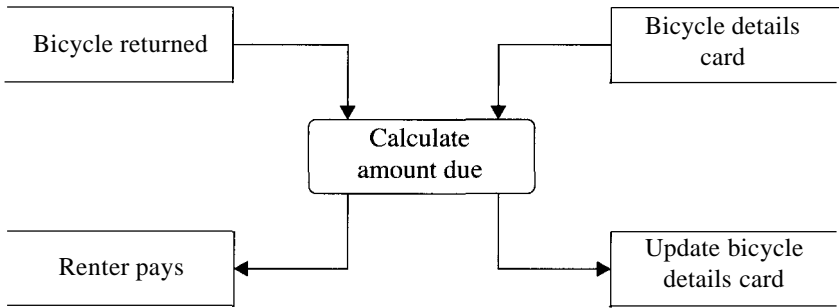 Bicycle returned
Bicycle details
card
Calculate
amount due
Renter pays
Update bicycle
details card